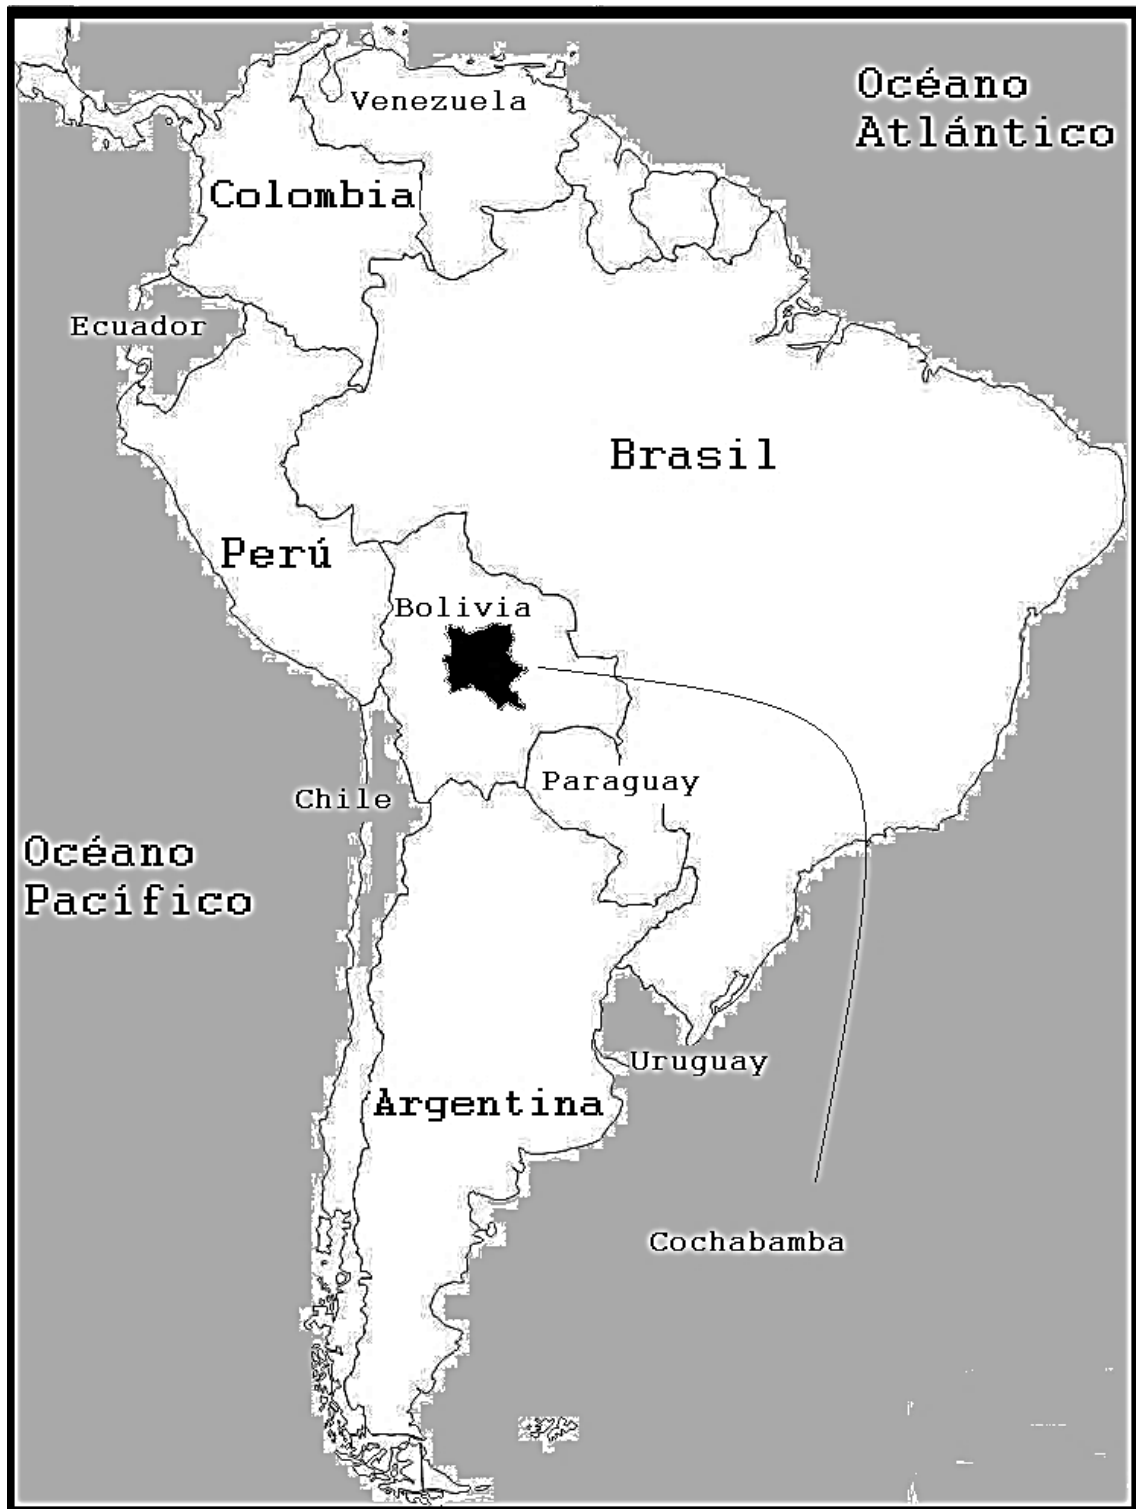 Venezuela
Océano
Atlántico
Colombia
Ecuador
Brasil
Perú
Bolivia
Paraguay
Chile
Océano
Pacífico
Uruguay
Argentina
Cochabamba